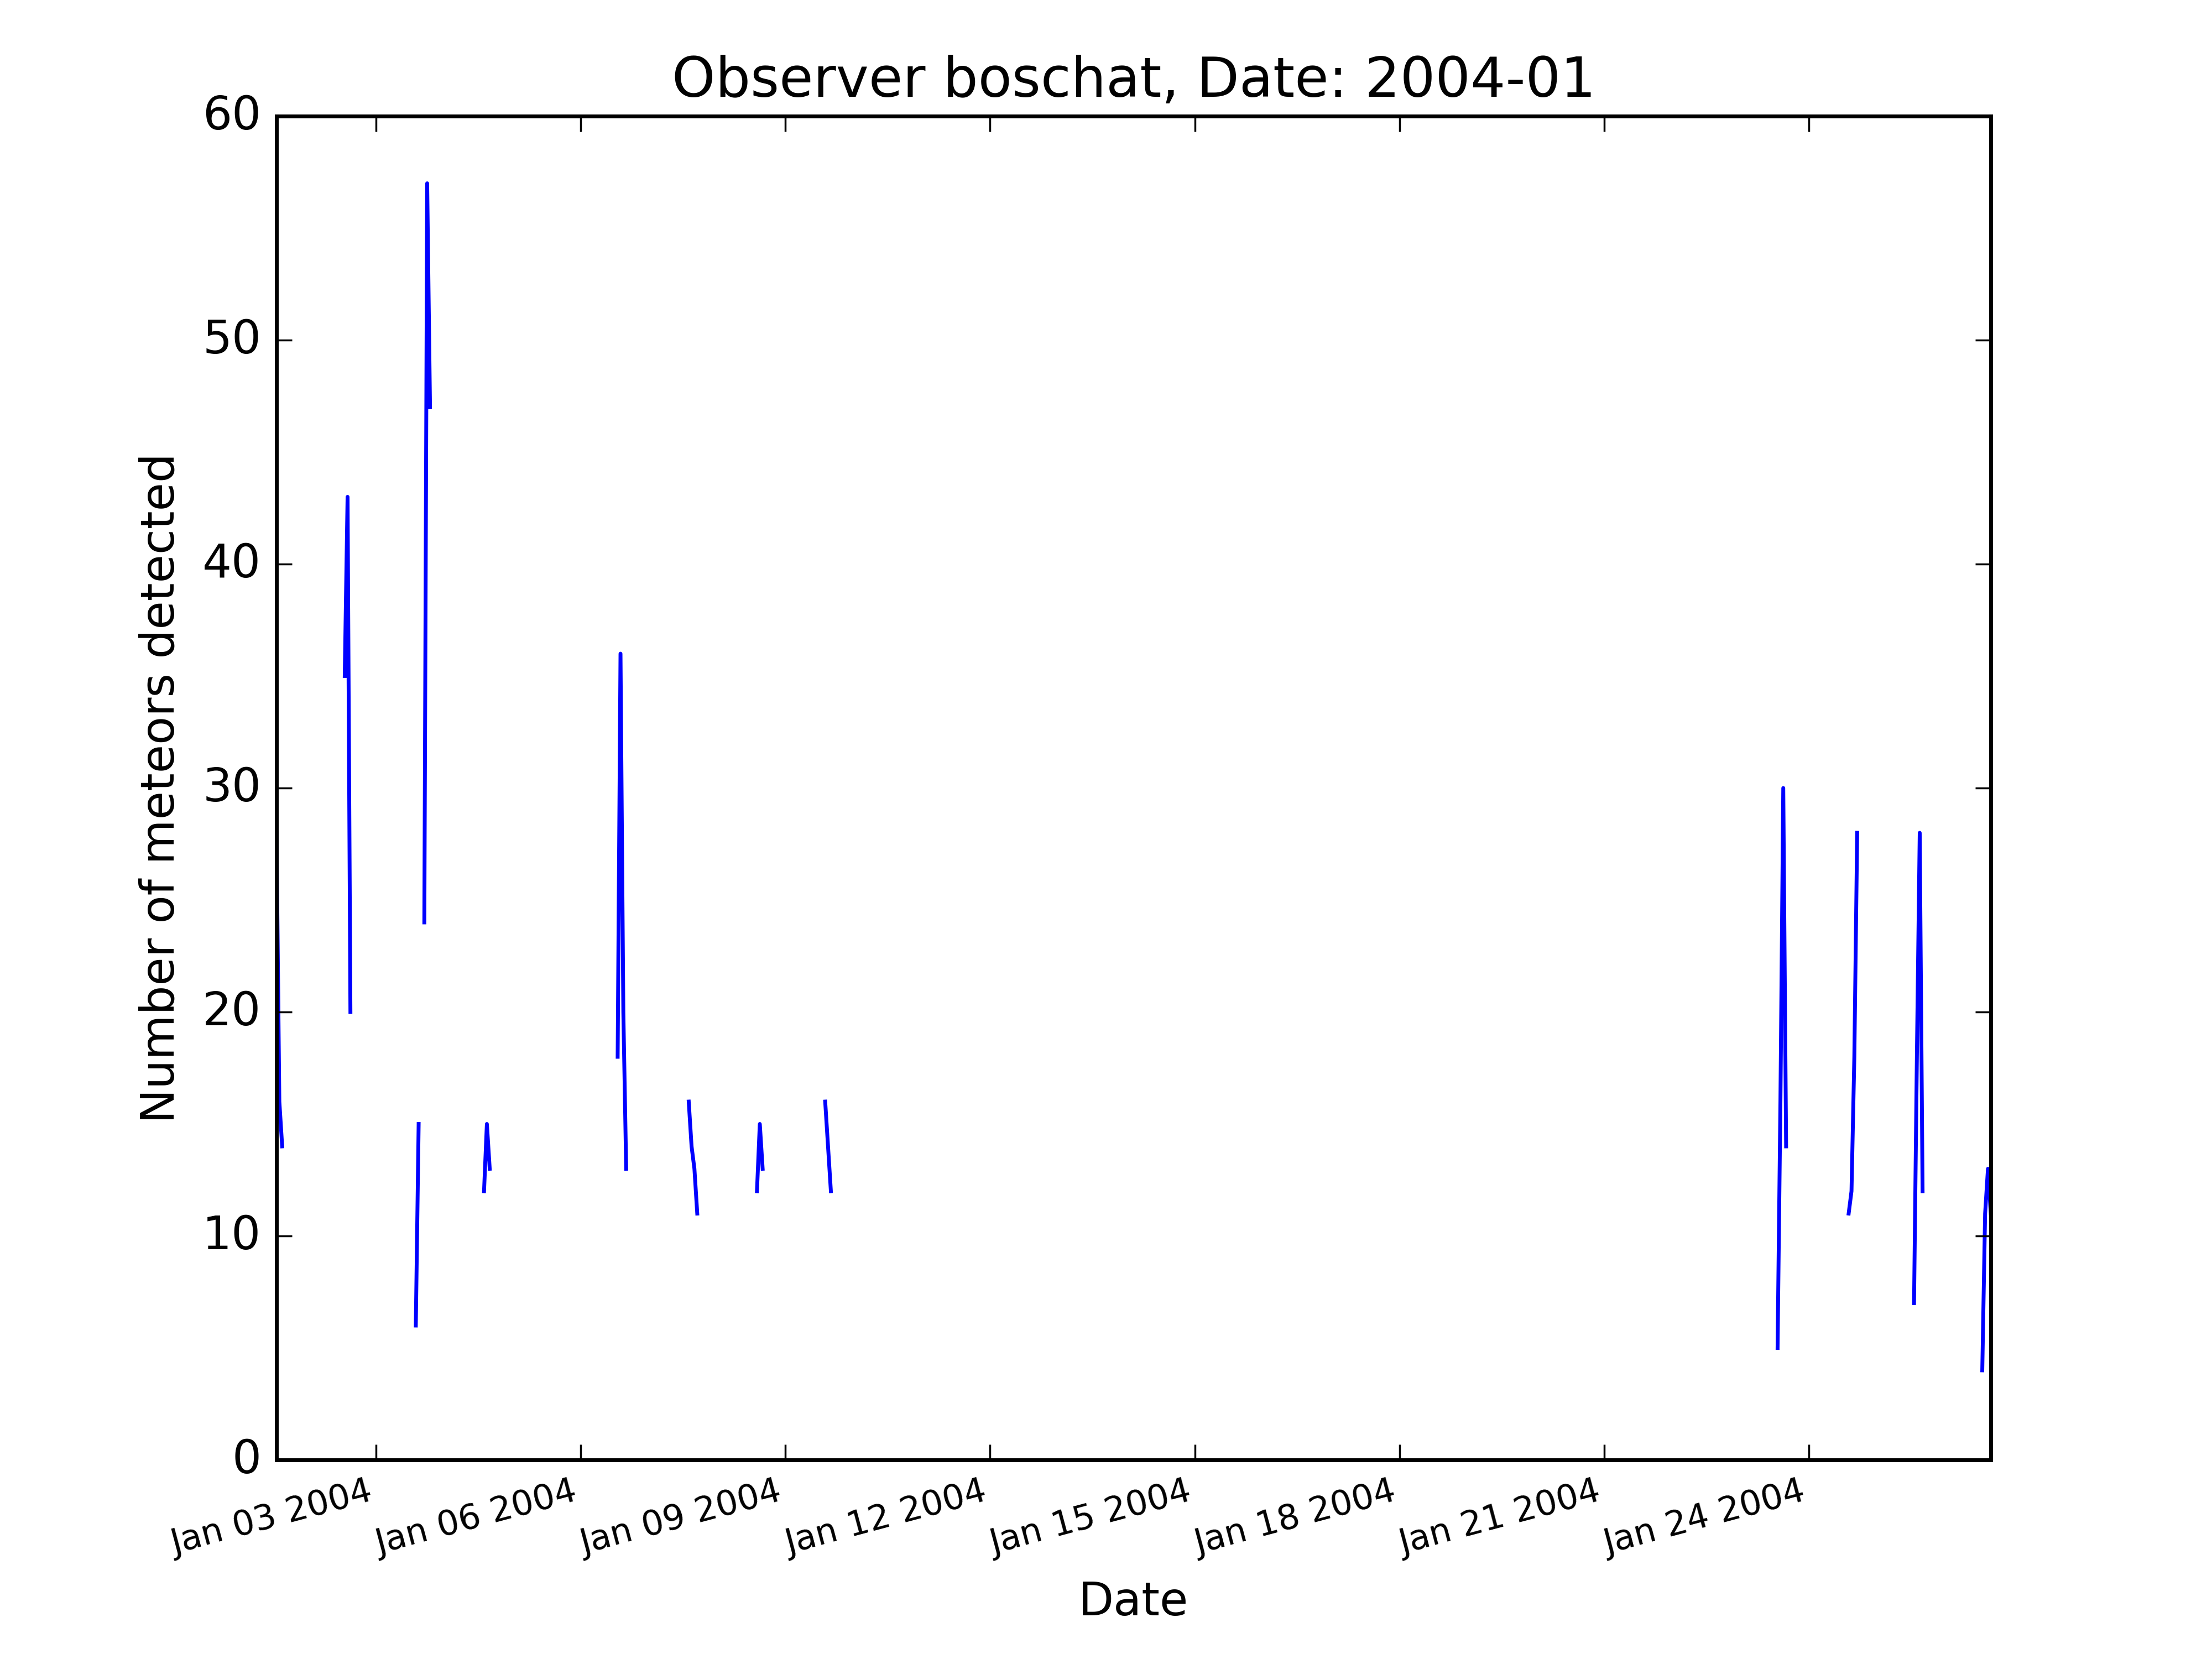 Observer boschat, Date: 2004-01
60
50
40
30
20
10
0
Number of meteors detected
Jan 03 2004
Jan 06 2004
Jan 09 2004
Jan 12 2004
Jan 15 2004
Jan 18 2004
Jan 21 2004
Jan 24 2004
Date